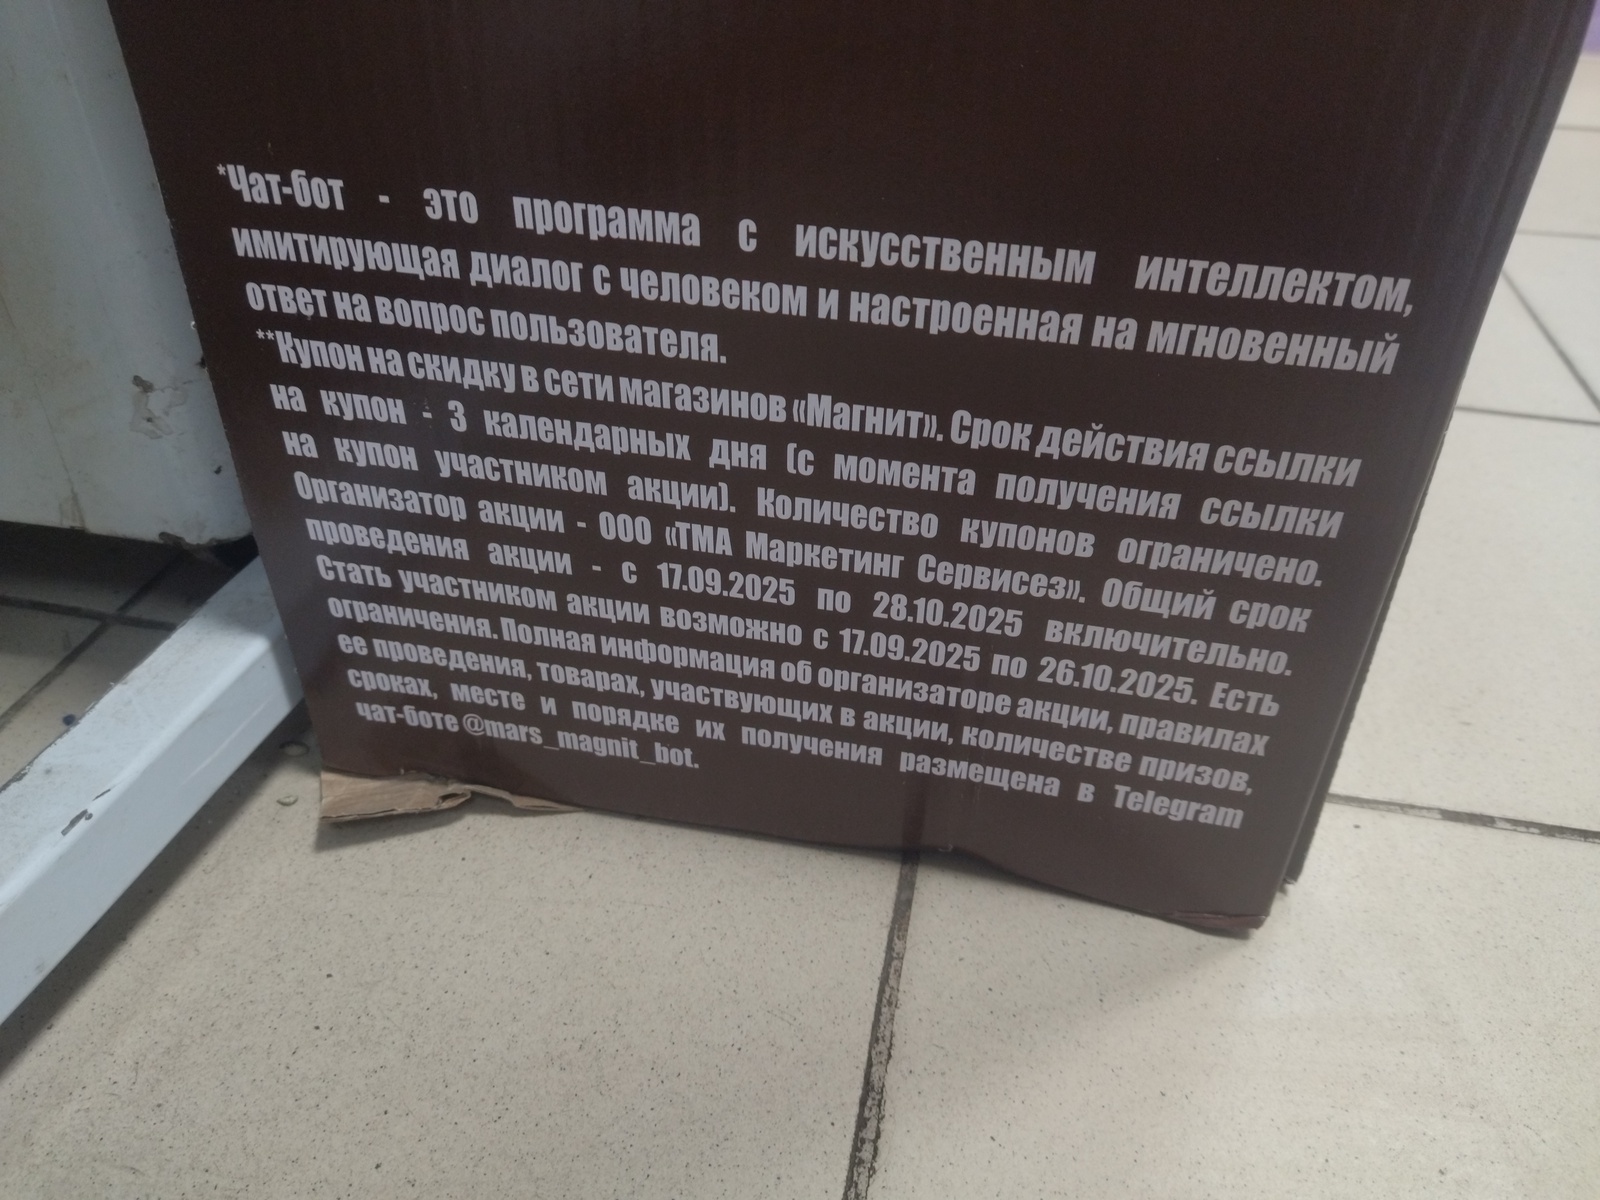 *Чат-бот - это программа с искусственным интеллектом,
имитирующая диалог с человеком и настроенная на мгновенный
ответ на вопрос пользователя.
**Купон на скидку в сети магазинов «Магнит». Срок действия ссылки
на купон - 3 календарных дня (с момента получения ссылки
на купон участником акции). Количество купонов ограничено.
Организатор акции - ООО «ТМА Маркетинг Сервисез». Общий срок
проведения акции - с 17.09.2025 по 28.10.2025 включительно.
Стать участником акции возможно с 17.09.2025 по 26.10.2025. Есть
ограничения. Полная информация об организаторе акции, правилах
ее проведения, товарах, участвующих в акции, количестве призов,
сроках, месте и порядке их получения размещена в Telegram
чат-боте @mars_magnit_bot.